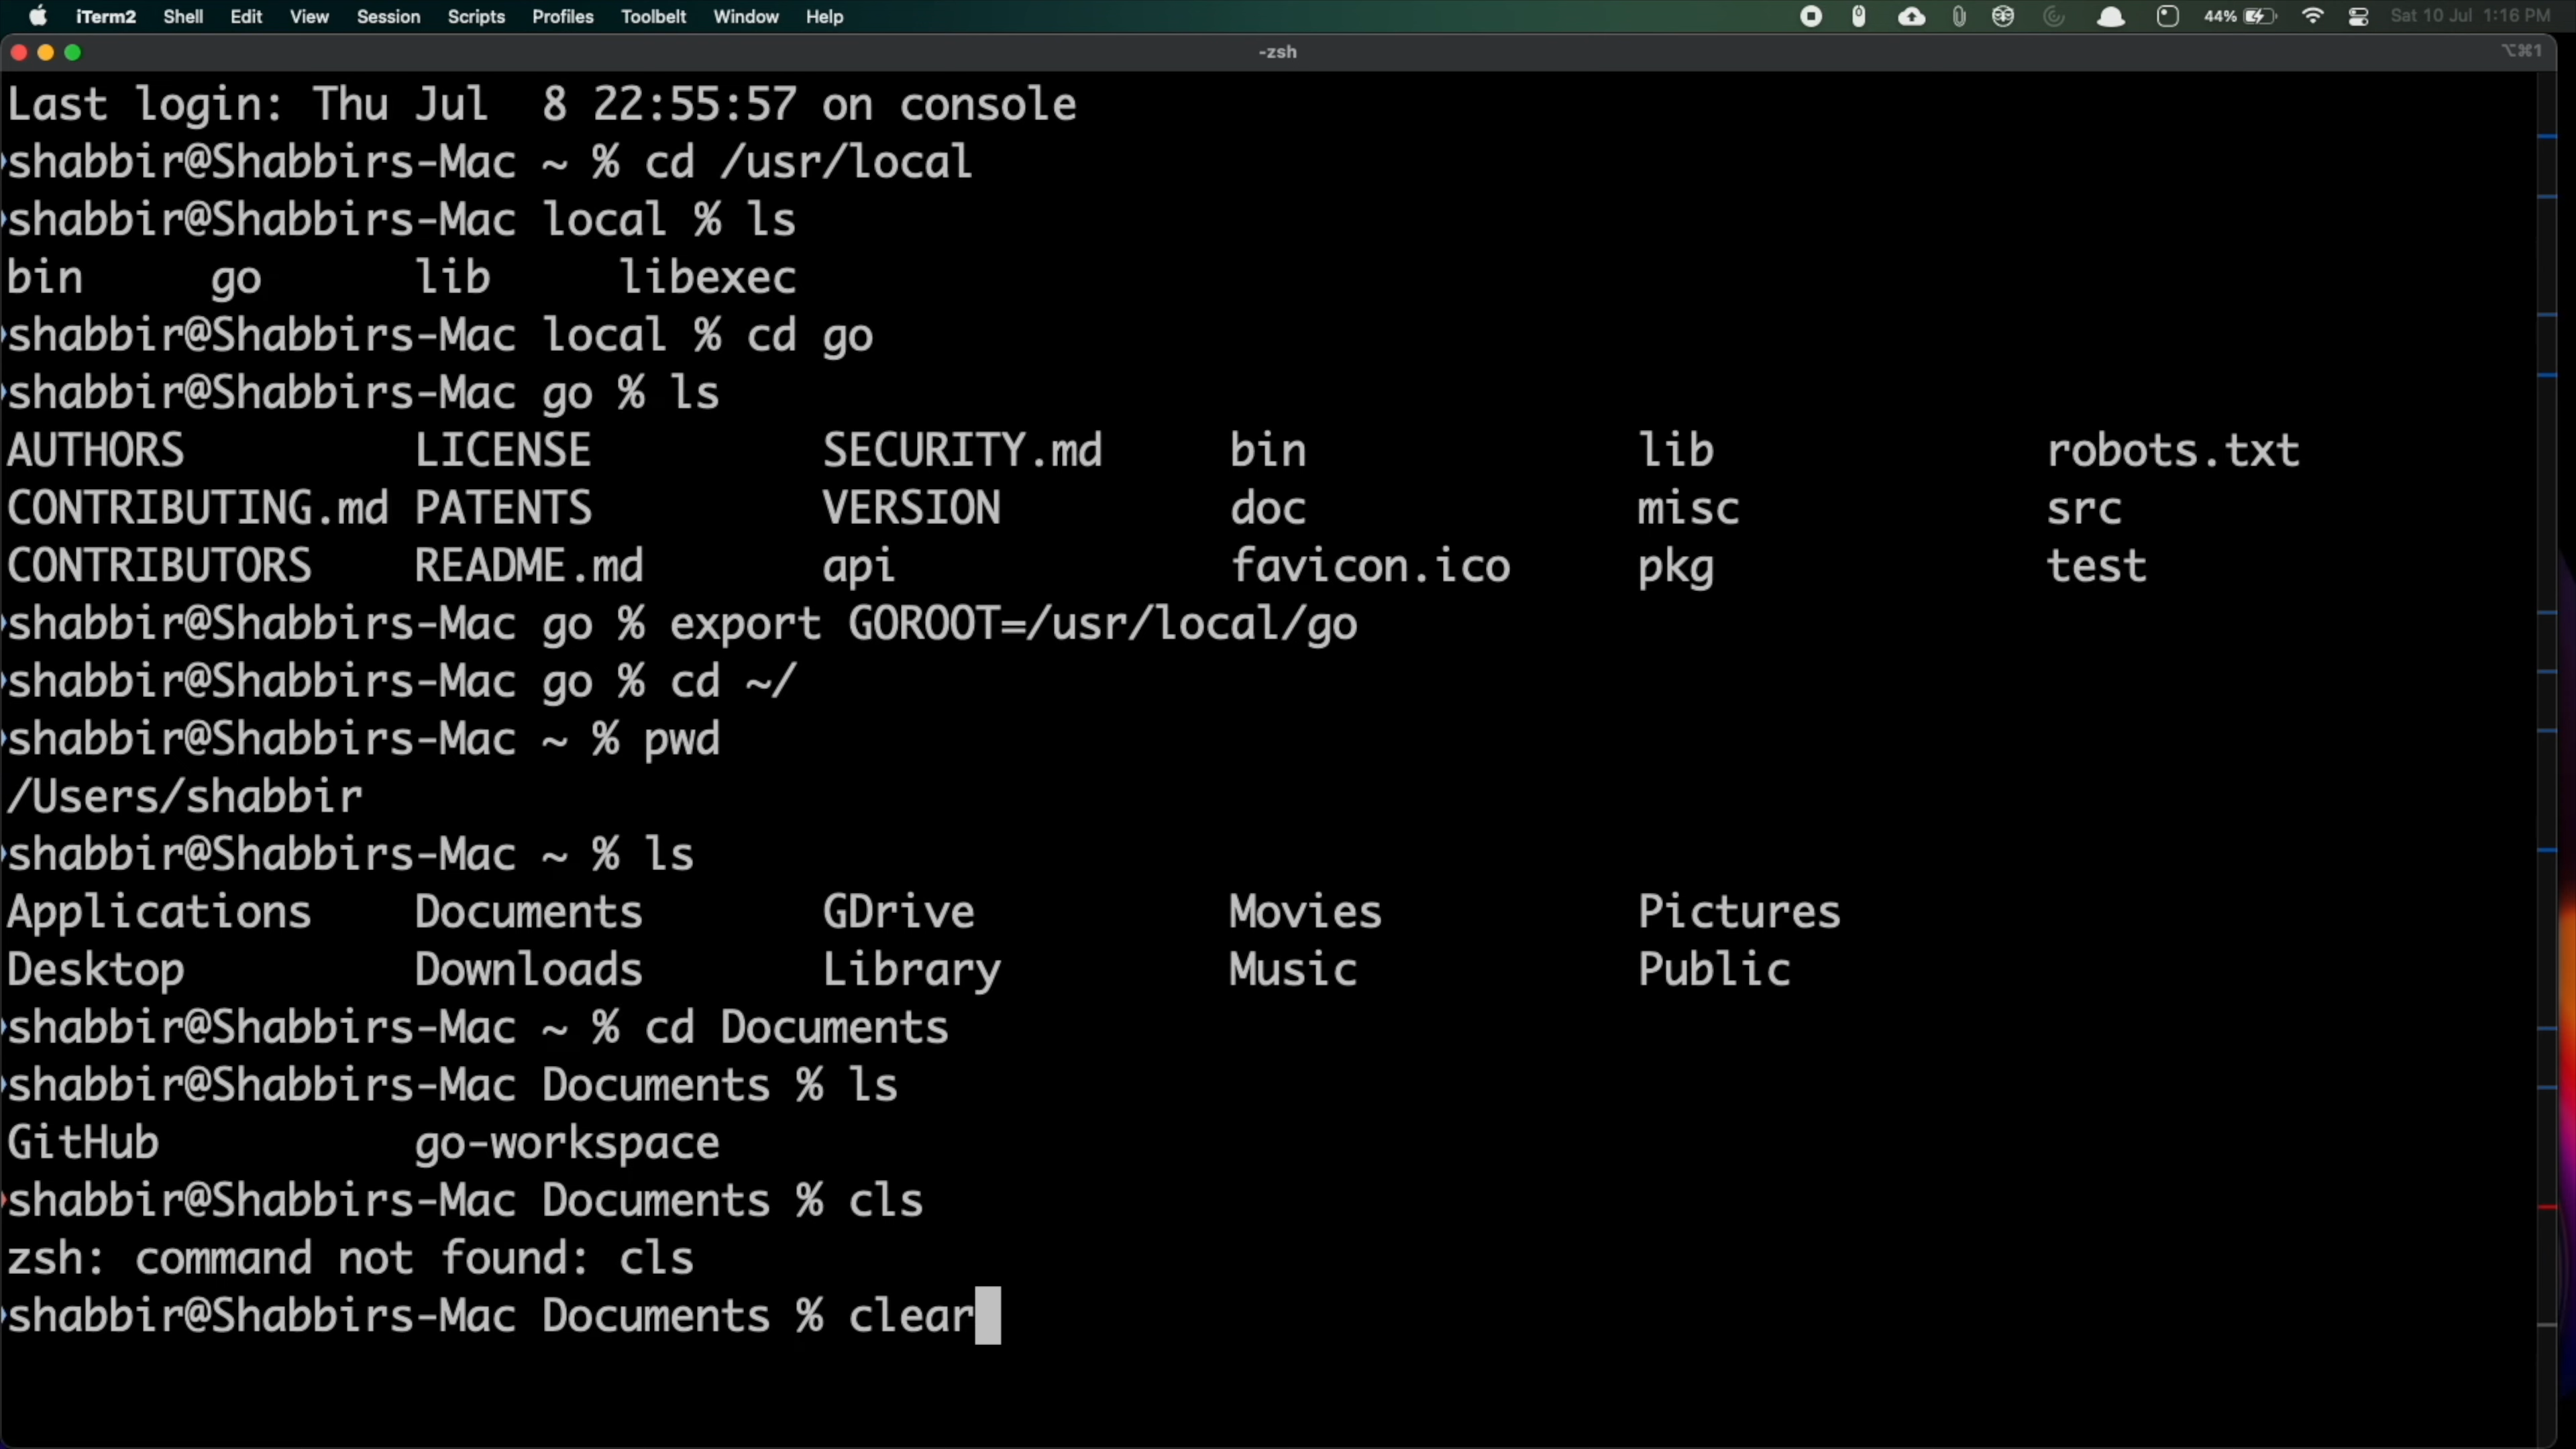 iTerm2 Shell Edit View Session Scripts Profiles Toolbelt Window Help 44% Sat 10 Jul 1:16 PM
-zsh ⌥⌘1
Last login: Thu Jul  8 22:55:57 on console
shabbir@Shabbirs-Mac ~ % cd /usr/local
shabbir@Shabbirs-Mac local % ls
bin go lib libexec
shabbir@Shabbirs-Mac local % cd go
shabbir@Shabbirs-Mac go % ls
AUTHORS LICENSE SECURITY.md bin lib robots.txt
CONTRIBUTING.md PATENTS VERSION doc misc src
CONTRIBUTORS README.md api favicon.ico pkg test
shabbir@Shabbirs-Mac go % export GOROOT=/usr/local/go
shabbir@Shabbirs-Mac go % cd ~/
shabbir@Shabbirs-Mac ~ % pwd
/Users/shabbir
shabbir@Shabbirs-Mac ~ % ls
Applications Documents GDrive Movies Pictures
Desktop Downloads Library Music Public
shabbir@Shabbirs-Mac ~ % cd Documents
shabbir@Shabbirs-Mac Documents % ls
GitHub go-workspace
shabbir@Shabbirs-Mac Documents % cls
zsh: command not found: cls
shabbir@Shabbirs-Mac Documents % clear